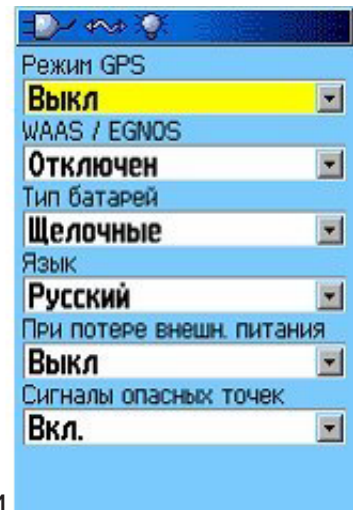 Режим GPS
Выкл
WAAS / EGNOS
Отключен
Тип батарей
Щелочные
Язык
Русский
При потере внешн. питания
Выкл
Сигналы опасных точек
Вкл.